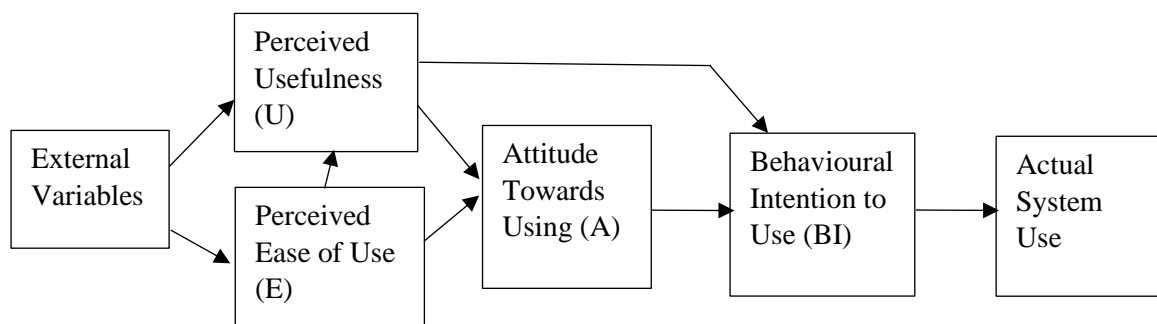 External
Variables
Perceived
Usefulness
(U)
Perceived
Ease of Use
(E)
Attitude
Towards
Using (A)
Behavioural
Intention to
Use (BI)
Actual
System
Use